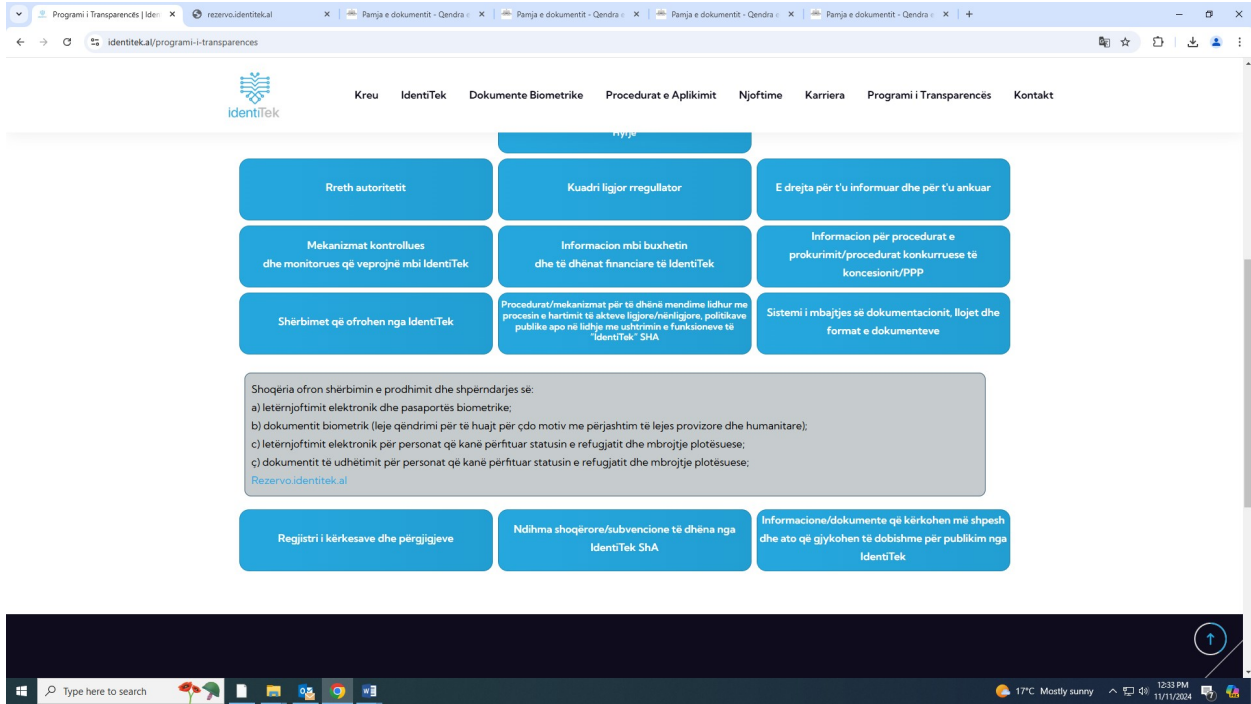 Programi i Transparencës | Iden
rezervo.identitek.al
Pamja e dokumentit - Qendra
Pamja e dokumentit - Qendra
Pamja e dokumentit - Qendra
Pamja e dokumentit - Qendra
identitek.al/programi-i-transparences
identiTek
Kreu IdentiTek Dokumente Biometrike Procedurat e Aplikimit Njoftime Karriera Programi i Transparencës Kontakt
Rreth autoritetit
Kuadri ligjor rregullator
E drejta për t'u informuar dhe për t'u ankuar
Mekanizmat kontrollues
dhe monitorues që veprojnë mbi IdentiTek
Informacion mbi buxhetin
dhe të dhënat financiare të IdentiTek
Informacion për procedurat e
prokurimit/procedurat konkurruese të
koncesionit/PPP
Shërbimet që ofrohen nga IdentiTek
Procedurat/mekanizmat për të dhënë mendime lidhur me
procesin e hartimit të akteve ligjore/nënligjore, politikave
publike apo në lidhje me ushtrimin e funksioneve të
"IdentiTek" SHA
Sistemi i mbajtjes së dokumentacionit, llojet dhe
format e dokumenteve
Shoqëria ofron shërbimin e prodhimit dhe shpërndarjes së:
a) letërnjoftimit elektronik dhe pasaportës biometrike;
b) dokumentit biometrik (leje qëndrimi për të huajt për çdo motiv me përjashtim të lejes provizore dhe humanitare);
c) letërnjoftimit elektronik për personat që kanë përfituar statusin e refugjatit dhe mbrojtje plotësuese;
ç) dokumentit të udhëtimit për personat që kanë përfituar statusin e refugjatit dhe mbrojtje plotësuese;
Rezervo.identitek.al
Regjistri i kërkesave dhe përgjigjeve
Ndihma shoqërore/subvencione të dhëna nga
IdentiTek ShA
Informacione/dokumente që kërkohen më shpesh
dhe ato që gjykohen të dobishme për publikim nga
IdentiTek
Type here to search
17°C Mostly sunny
12:33 PM
11/11/2024